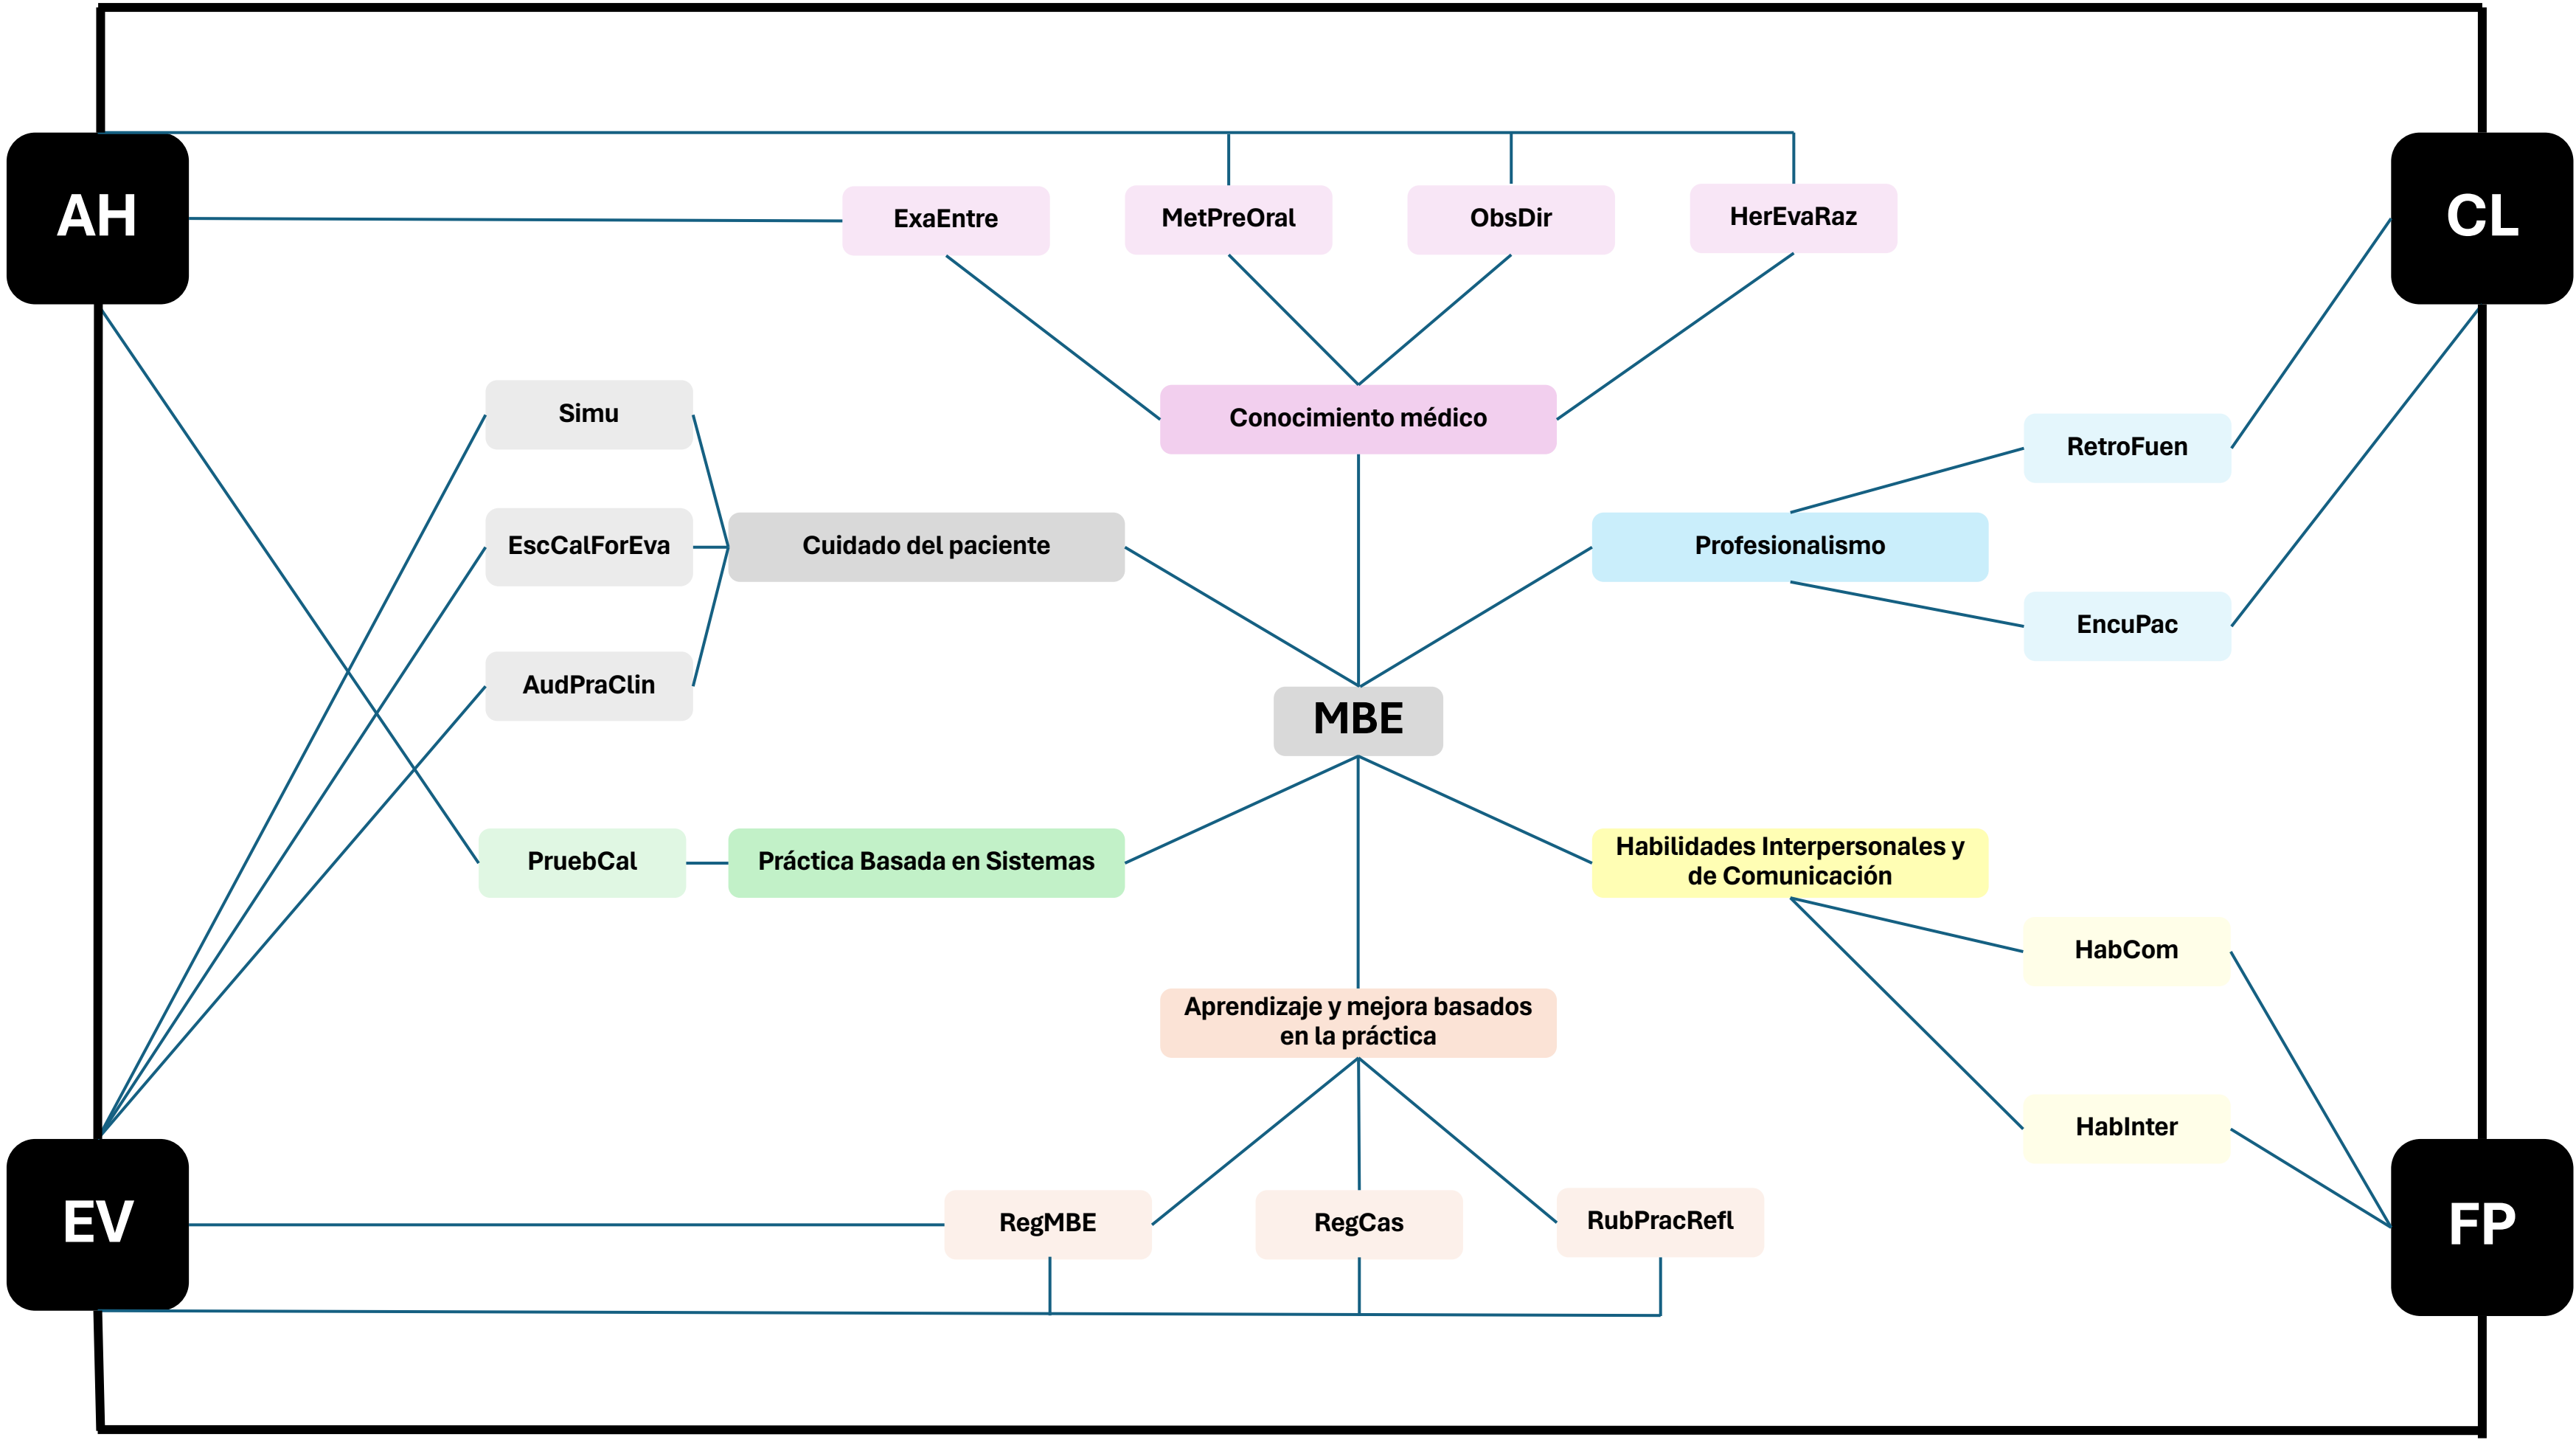 AH
CL
ExaEntre
MetPreOral
ObsDir
HerEvaRaz
Simu
Conocimiento médico
RetroFuen
EscCalForEva
Cuidado del paciente
Profesionalismo
EncuPac
AudPraClin
MBE
PruebCal
Práctica Basada en Sistemas
Habilidades Interpersonales y
de Comunicación
HabCom
Aprendizaje y mejora basados
en la práctica
HabInter
EV
RegMBE
RegCas
RubPracRefl
FP